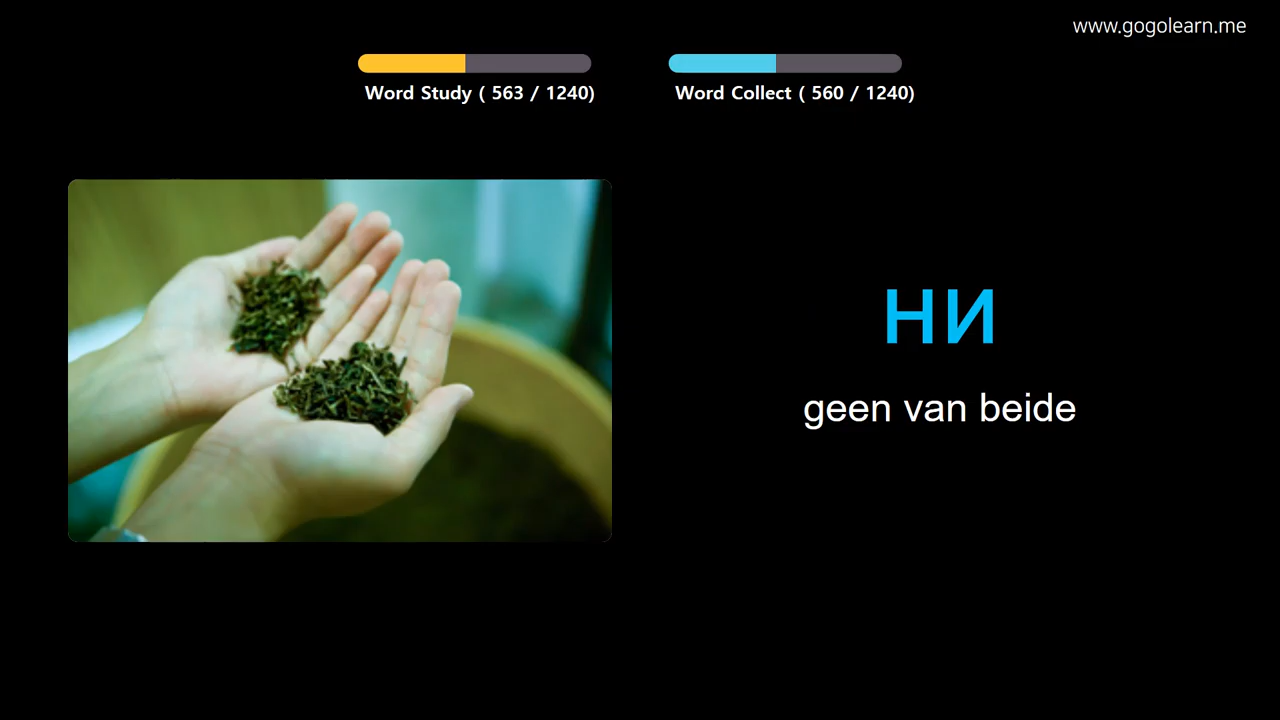 www.gogolearn.me
Word Study ( 563 / 1240)
Word Collect ( 560 / 1240)
ни
geen van beide